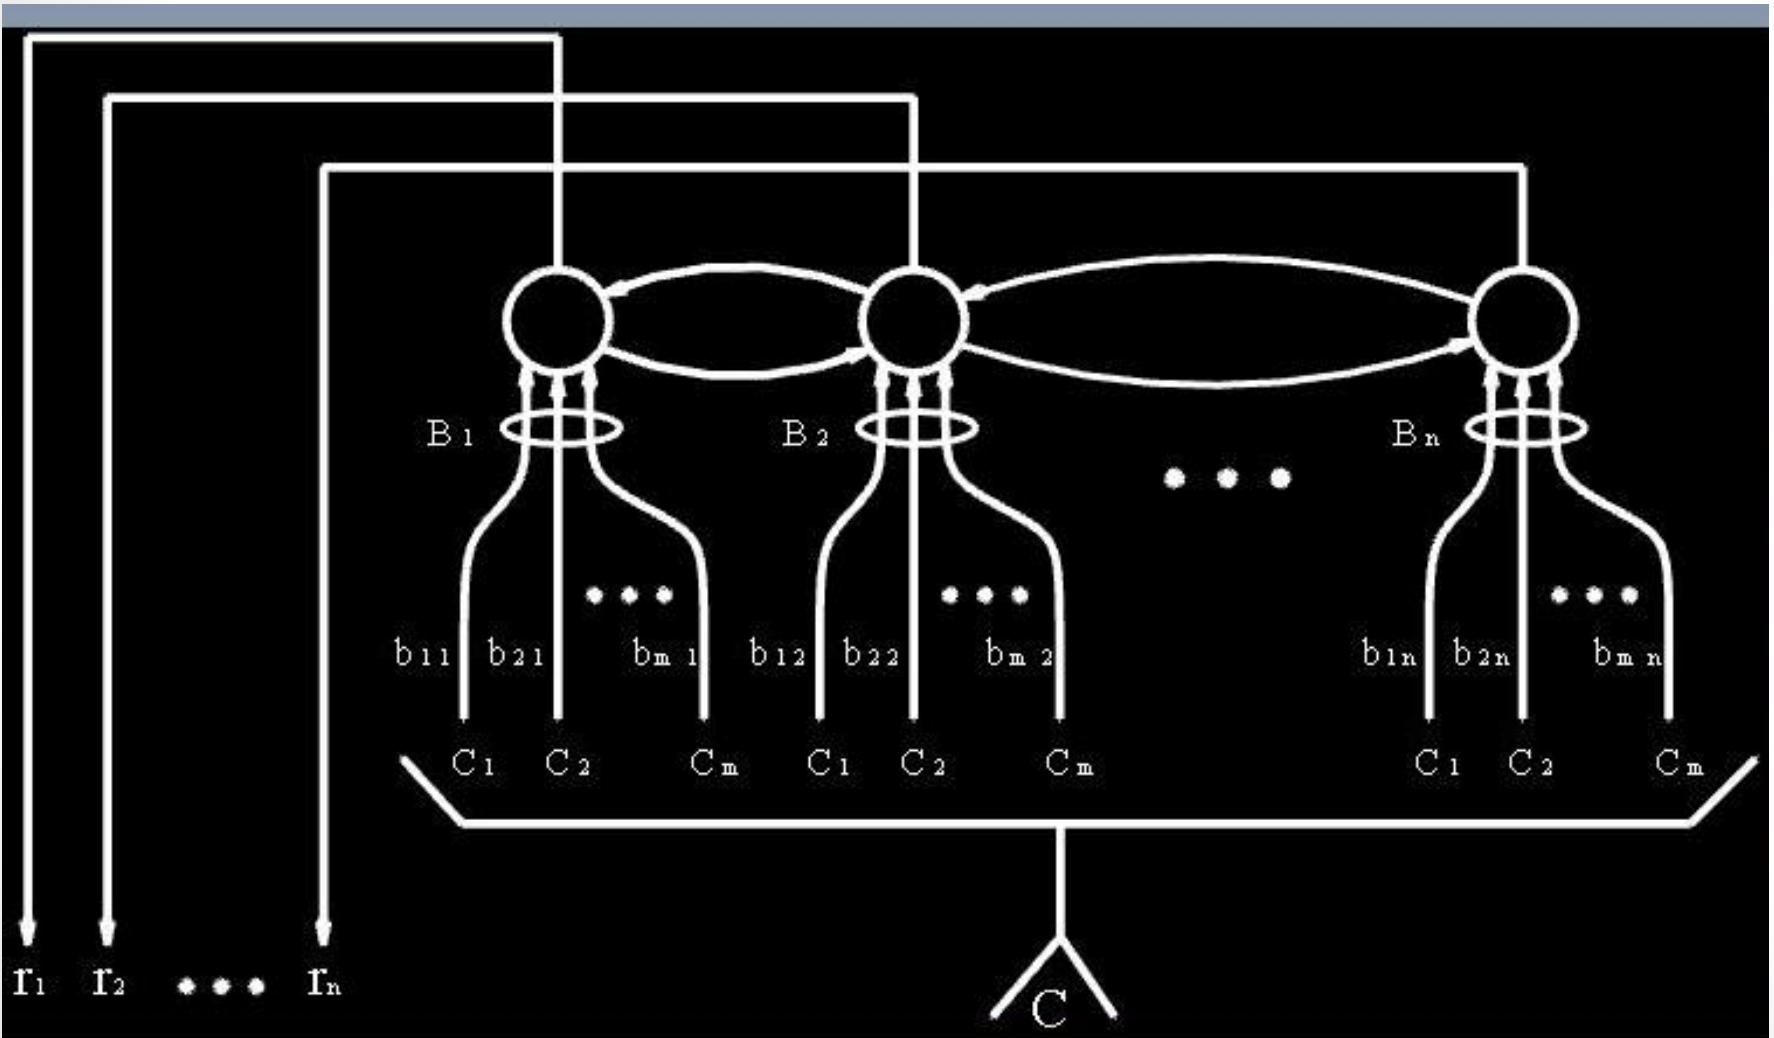 B1 B2 Bn
b11 b21 bm1 b12 b22 bm2 b1n b2n bmn
C1 C2 Cm C1 C2 Cm C1 C2 Cm
r1 r2 rn
C